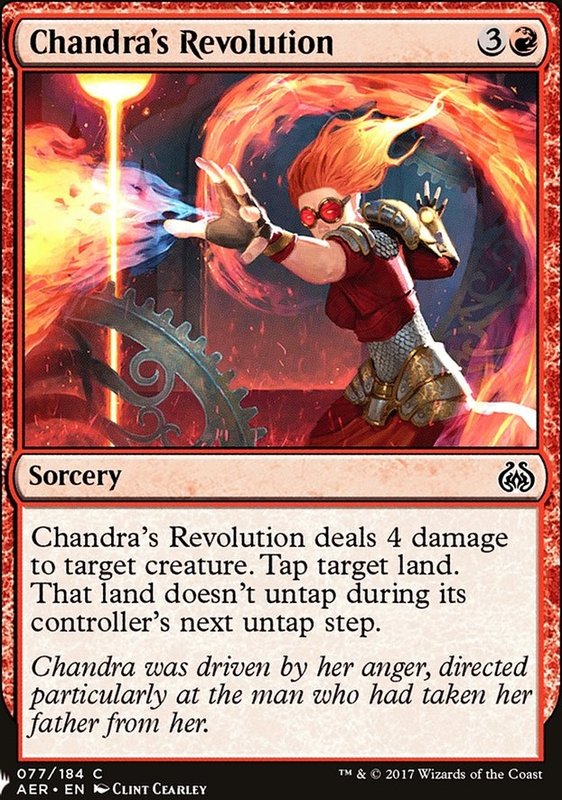 Chandra's Revolution 3
Sorcery
Chandra's Revolution deals 4 damage
to target creature. Tap target land.
That land doesn't untap during its
controller's next untap step.
Chandra was driven by her anger, directed
particularly at the man who had taken her
father from her.
077/184 C
AER • EN Clint Cearley
™ & © 2017 Wizards of the Coast